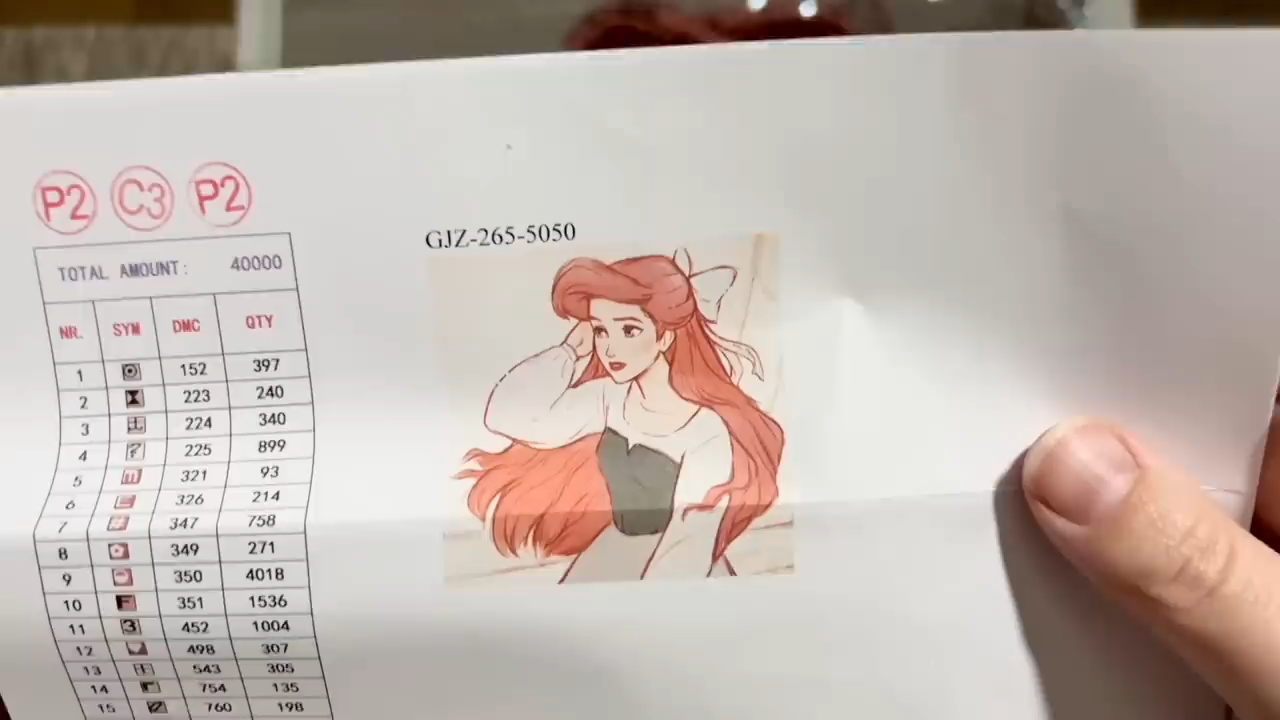 P2 C3 P2
TOTAL AMOUNT: 40000
NR. SYM DMC QTY
1 152 397
2 223 240
3 224 340
4 ? 225 899
5 m 321 93
6 E 326 214
7 # 347 758
8 349 271
9 350 4018
10 F 351 1536
11 3 452 1004
12 498 307
13 543 305
14 754 135
15 760 198
GJZ-265-5050